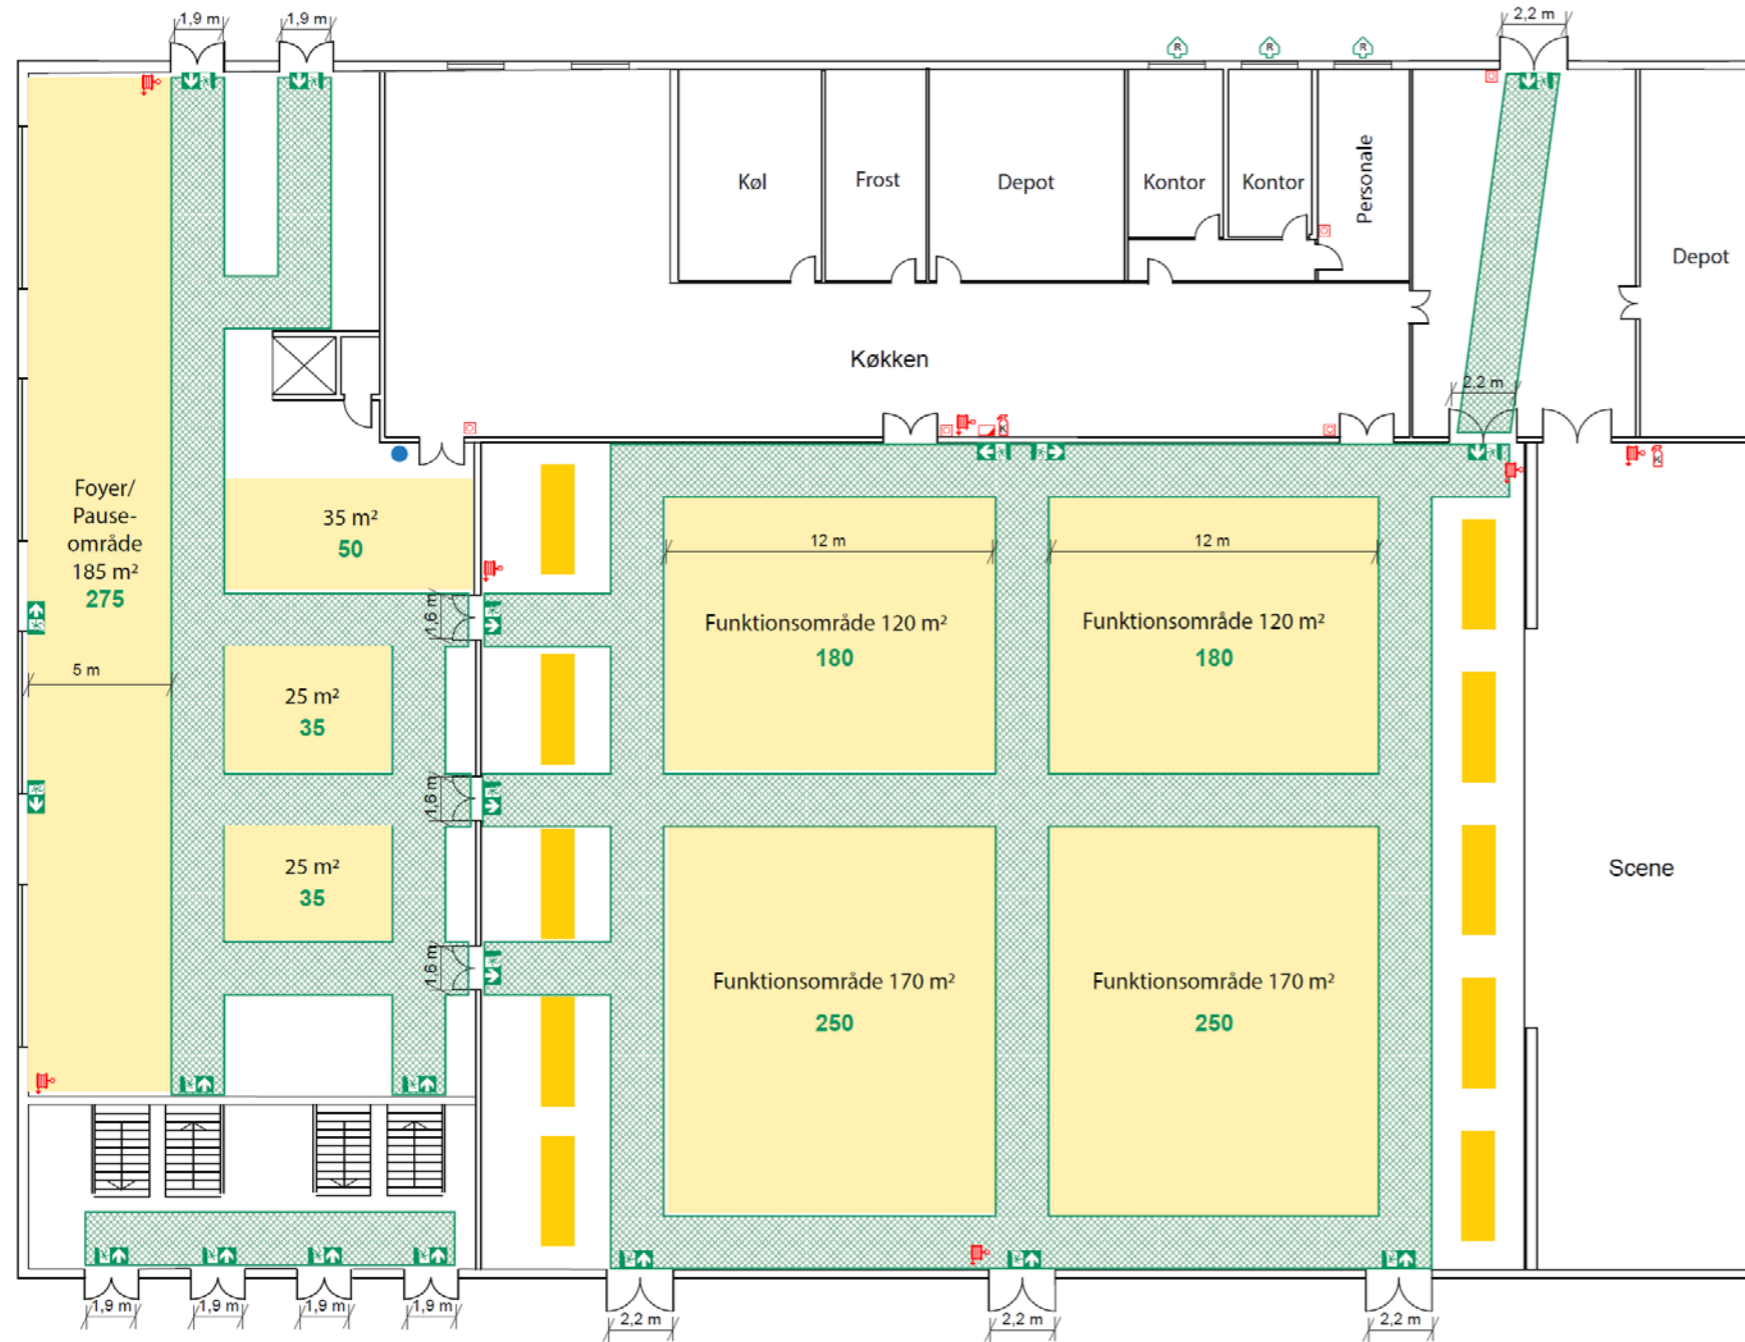 1,9 m
1,9 m
2,2 m
R
R
R
Køl
Frost
Depot
Kontor
Kontor
Personale
Depot
Køkken
2,2 m
K
K
Foyer/
Pause-
område
185 m²
275
35 m²
50
12 m
12 m
1,6 m
Funktionsområde 120 m²
180
Funktionsområde 120 m²
180
5 m
25 m²
35
1,6 m
25 m²
35
Scene
1,6 m
Funktionsområde 170 m²
250
Funktionsområde 170 m²
250
1,9 m
1,9 m
1,9 m
1,9 m
2,2 m
2,2 m
2,2 m